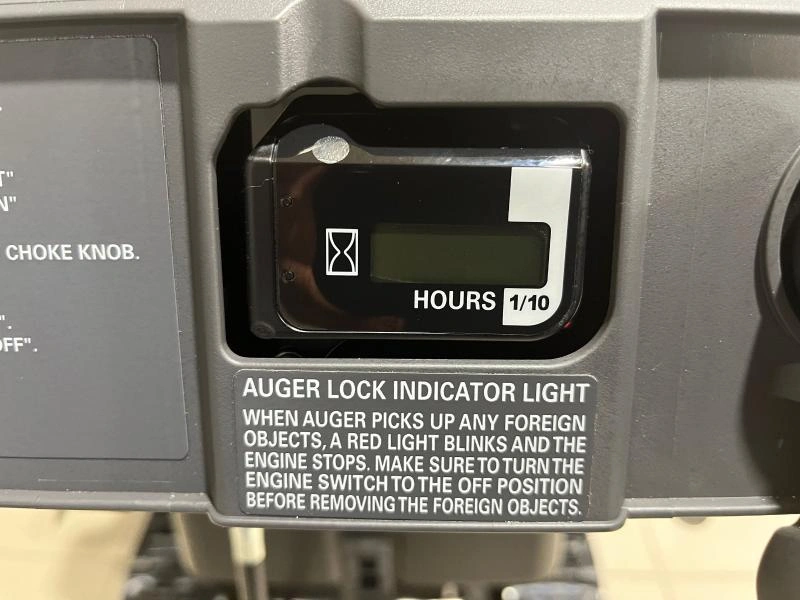 T"
N"
CHOKE KNOB.
".
OFF".
HOURS 1/10
AUGER LOCK INDICATOR LIGHT
WHEN AUGER PICKS UP ANY FOREIGN
OBJECTS, A RED LIGHT BLINKS AND THE
ENGINE STOPS. MAKE SURE TO TURN THE
ENGINE SWITCH TO THE OFF POSITION
BEFORE REMOVING THE FOREIGN OBJECTS.